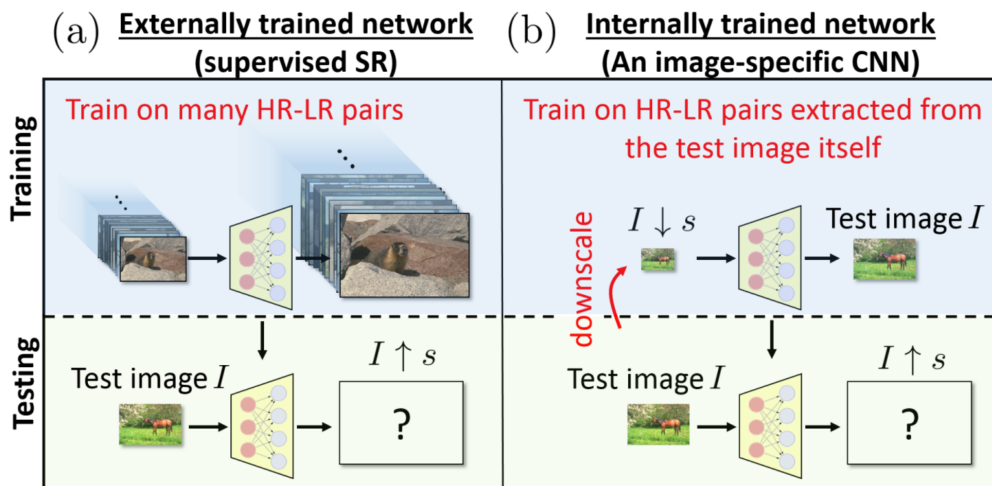 (a) Externally trained network
(supervised SR)
(b) Internally trained network
(An image-specific CNN)
Training
Train on many HR-LR pairs
Train on HR-LR pairs extracted from
the test image itself
I ↓ s
Test image I
downscale
Testing
Test image I
I ↑ s
?
Test image I
I ↑ s
?